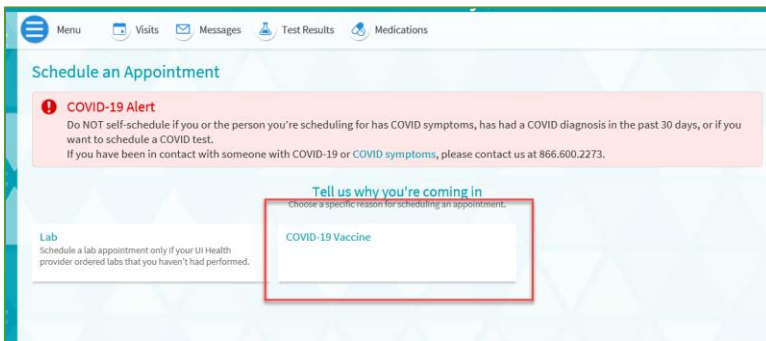 Menu
Visits
Messages
Test Results
Medications
Schedule an Appointment
COVID-19 Alert
Do NOT self-schedule if you or the person you're scheduling for has COVID symptoms, has had a COVID diagnosis in the past 30 days, or if you
want to schedule a COVID test.
If you have been in contact with someone with COVID-19 or COVID symptoms, please contact us at 866.600.2273.
Tell us why you're coming in
Choose a specific reason for scheduling an appointment.
Lab
Schedule a lab appointment only if your UI Health
provider ordered labs that you haven't had performed.
COVID-19 Vaccine